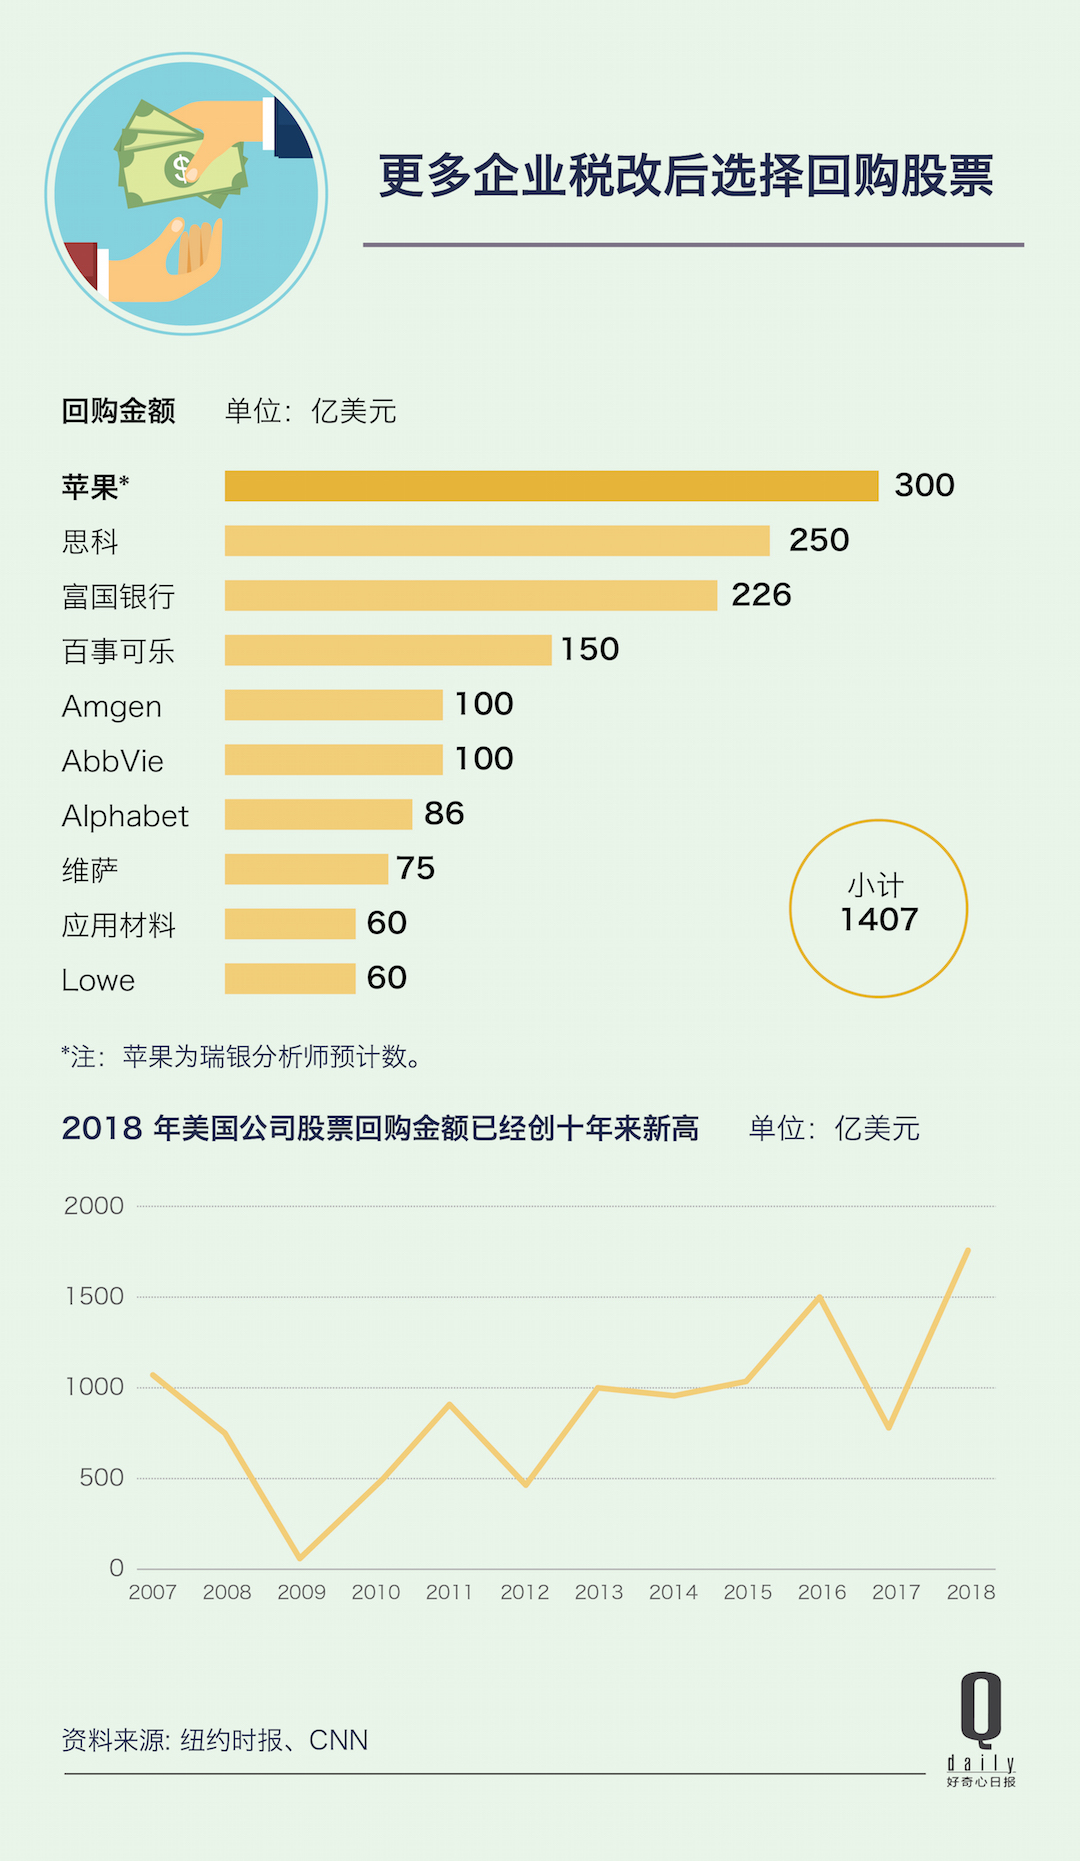 $
更多企业税改后选择回购股票
回购金额 单位：亿美元
苹果* 300
思科 250
富国银行 226
百事可乐 150
Amgen 100
AbbVie 100
Alphabet 86
维萨 75
应用材料 60
Lowe 60
小计
1407
*注：苹果为瑞银分析师预计数。
2018 年美国公司股票回购金额已经创十年来新高 单位：亿美元
2000
1500
1000
500
0
2007 2008 2009 2010 2011 2012 2013 2014 2015 2016 2017 2018
资料来源: 纽约时报、CNN
Q
daily
好奇心日报